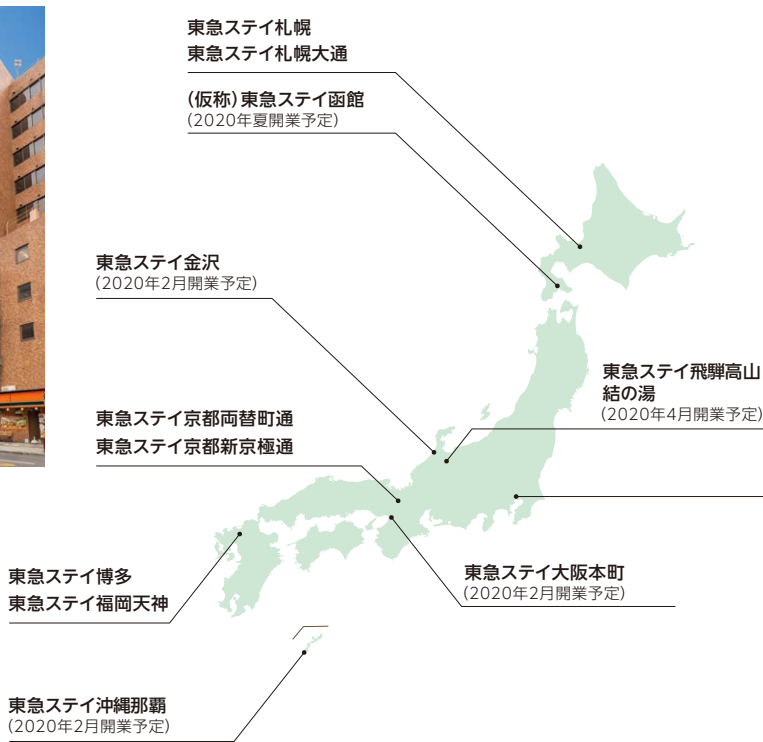 東急ステイ札幌
東急ステイ札幌大通
(仮称)東急ステイ函館
(2020年夏開業予定)
東急ステイ金沢
(2020年2月開業予定)
東急ステイ飛騨高山
結の湯
(2020年4月開業予定)
東急ステイ京都両替町通
東急ステイ京都新京極通
東急ステイ大阪本町
(2020年2月開業予定)
東急ステイ博多
東急ステイ福岡天神
東急ステイ沖縄那覇
(2020年2月開業予定)